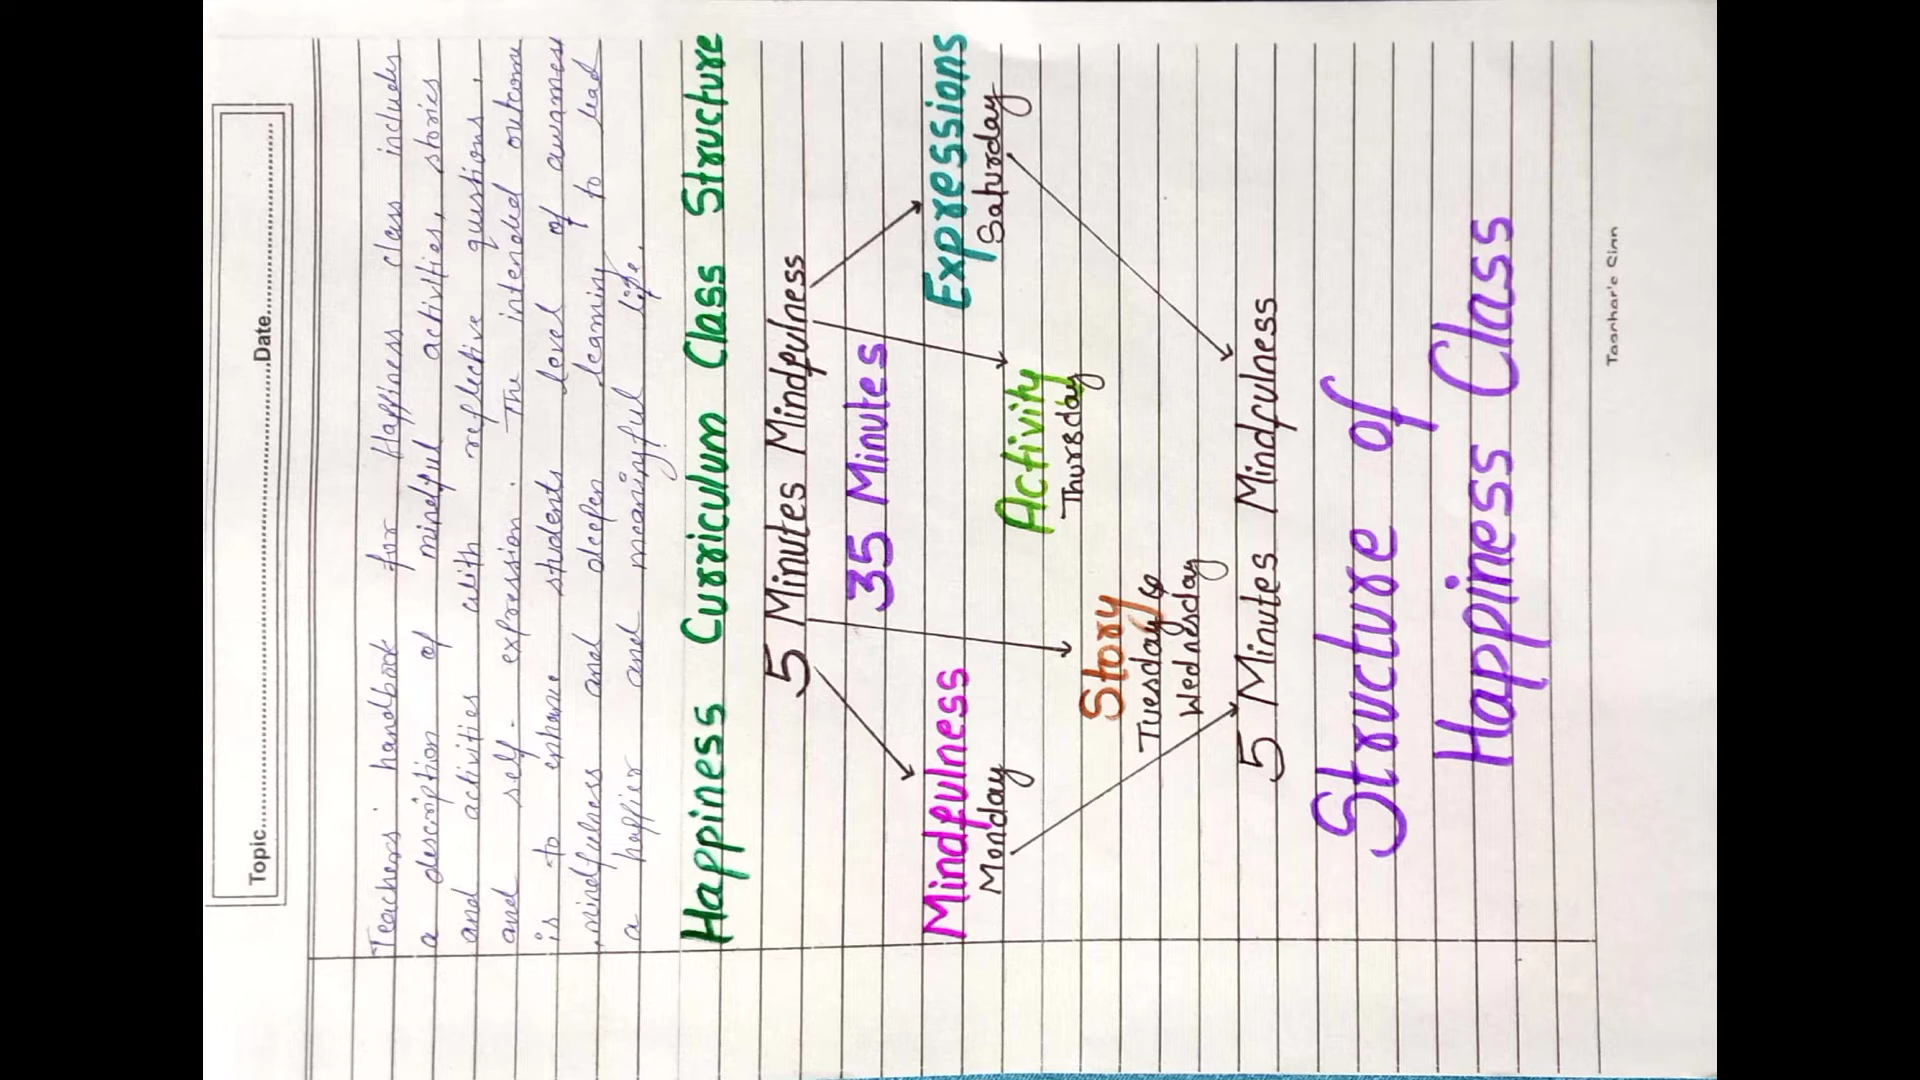 Topic....................Date....................
Teachers' handbook for Happiness class includes
a description of mindful activities, stories
and activities with reflective questions,
and self-expression. The intended outcome
is to enhance students level of awarness
mindfulness and deepen learning to lead
a happier and meaningful life.
Happiness Curriculum Class Structure
5 Minutes Mindfulness
35 Minutes
Mindfulness
Monday
Story
Tuesday &
Wednesday
Activity
Thursday
Expressions
Saturday
5 Minutes Mindfulness
Structure of
Happiness Class
Teacher's Sign